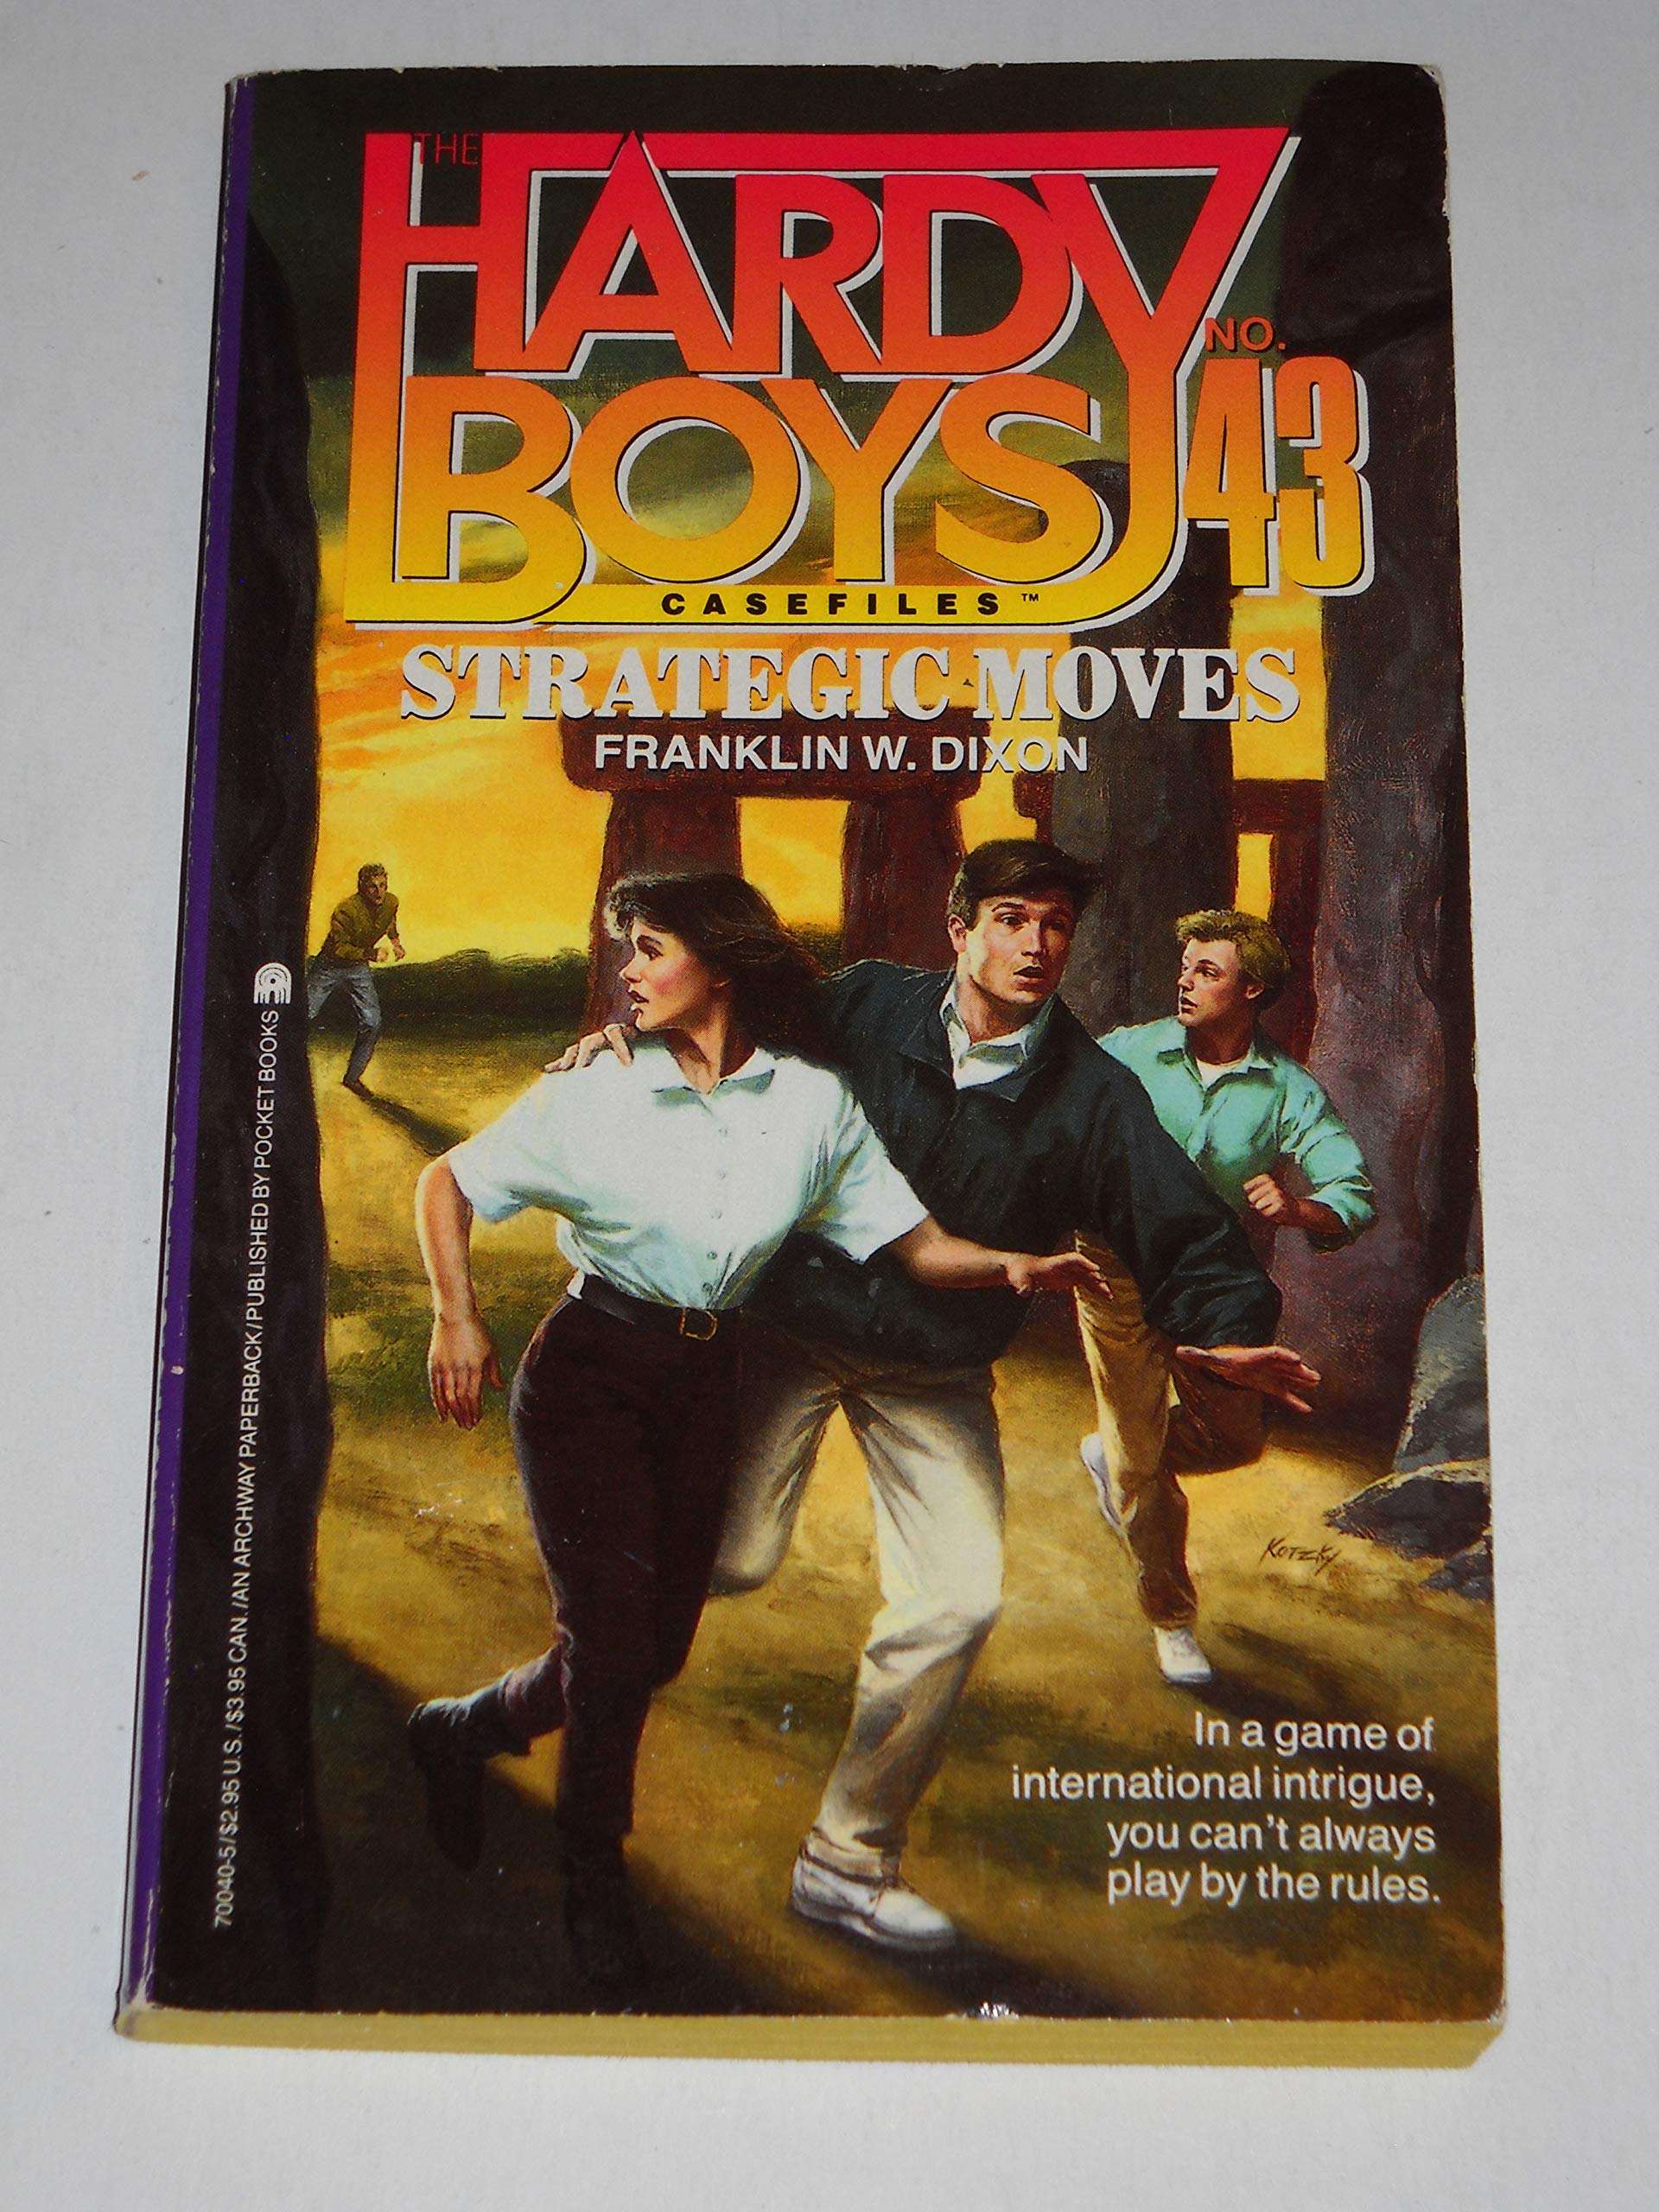 THE
HARDY
BOYS
NO.
43
CASEFILES™
STRATEGIC MOVES
FRANKLIN W. DIXON
70040-5/$2.95 U.S./$3.95 CAN./AN ARCHWAY PAPERBACK/PUBLISHED BY POCKET BOOKS
KOTZKY
In a game of
international intrigue,
you can't always
play by the rules.